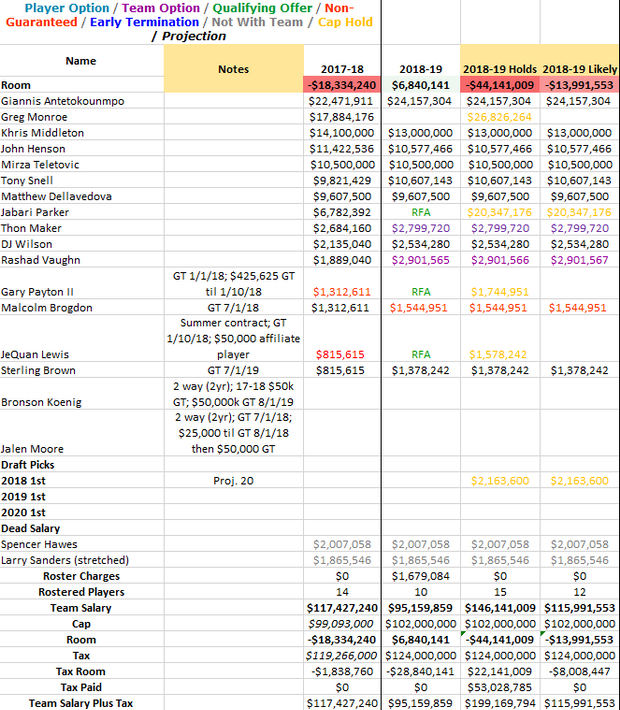 Player Option / Team Option / Qualifying Offer / Non-
Guaranteed / Early Termination / Not With Team / Cap Hold
/ Projection
Name Notes 2017-18 2018-19 2018-19 Holds 2018-19 Likely
Room -$18,334,240 $6,840,141 -$44,141,009 -$13,991,553
Giannis Antetokounmpo $22,471,911 $24,157,304 $24,157,304 $24,157,304
Greg Monroe $17,884,176 $26,826,264
Khris Middleton $14,100,000 $13,000,000 $13,000,000 $13,000,000
John Henson $11,422,536 $10,577,466 $10,577,466 $10,577,466
Mirza Teletovic $10,500,000 $10,500,000 $10,500,000 $10,500,000
Tony Snell $9,821,429 $10,607,143 $10,607,143 $10,607,143
Matthew Dellavedova $9,607,500 $9,607,500 $9,607,500 $9,607,500
Jabari Parker $6,782,392 RFA $20,347,176 $20,347,176
Thon Maker $2,684,160 $2,799,720 $2,799,720 $2,799,720
DJ Wilson $2,135,040 $2,534,280 $2,534,280 $2,534,280
Rashad Vaughn $1,889,040 $2,901,565 $2,901,566 $2,901,567
GT 1/1/18; $425,625 GT
Gary Payton II til 1/10/18 $1,312,611 RFA $1,744,951
Malcolm Brogdon GT 7/1/18 $1,312,611 $1,544,951 $1,544,951 $1,544,951
Summer contract; GT
1/10/18; $50,000 affiliate
JeQuan Lewis player $815,615 RFA $1,578,242
Sterling Brown GT 7/1/19 $815,615 $1,378,242 $1,378,242 $1,378,242
2 way (2yr); 17-18 $50k
Bronson Koenig GT; $50,000k GT 8/1/19
2 way (2yr); GT 7/1/18;
$25,000 til GT 8/1/18
Jalen Moore then $50,000 GT
Draft Picks
2018 1st Proj. 20 $2,163,600 $2,163,600
2019 1st
2020 1st
Dead Salary
Spencer Hawes $2,007,058 $2,007,058 $2,007,058 $2,007,058
Larry Sanders (stretched) $1,865,546 $1,865,546 $1,865,546 $1,865,546
Roster Charges $0 $1,679,084 $0 $0
Rostered Players 14 10 15 12
Team Salary $117,427,240 $95,159,859 $146,141,009 $115,991,553
Cap $99,093,000 $102,000,000 $102,000,000 $102,000,000
Room -$18,334,240 $6,840,141 -$44,141,009 -$13,991,553
Tax $119,266,000 $124,000,000 $124,000,000 $124,000,000
Tax Room -$1,838,760 -$28,840,141 $22,141,009 -$8,008,447
Tax Paid $0 $0 $53,028,785 $0
Team Salary Plus Tax $117,427,240 $95,159,859 $199,169,794 $115,991,553